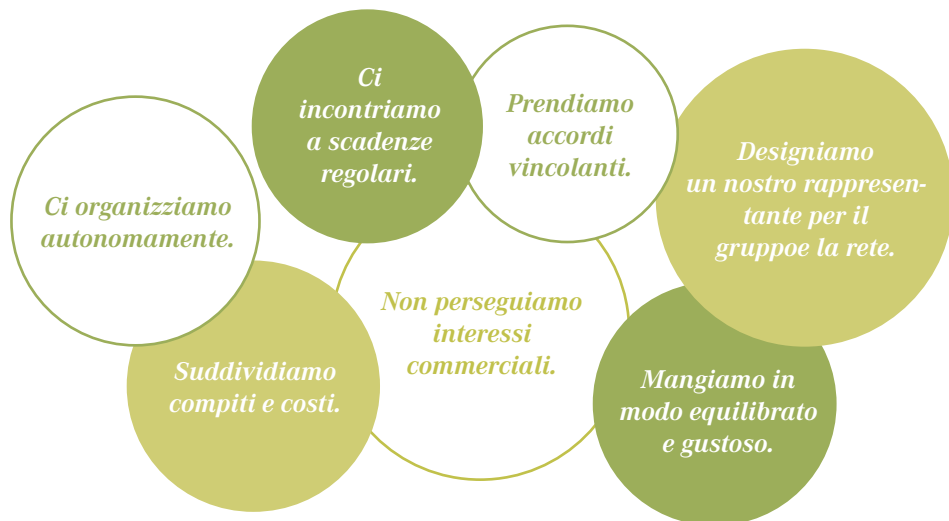 Ci
incontriamo
a scadenze
regolari.
Prendiamo
accordi
vincolanti.
Designiamo
un nostro rappresen-
tante per il
gruppoe la rete.
Ci organizziamo
autonomamente.
Non perseguiamo
interessi
commerciali.
Suddividiamo
compiti e costi.
Mangiamo in
modo equilibrato
e gustoso.